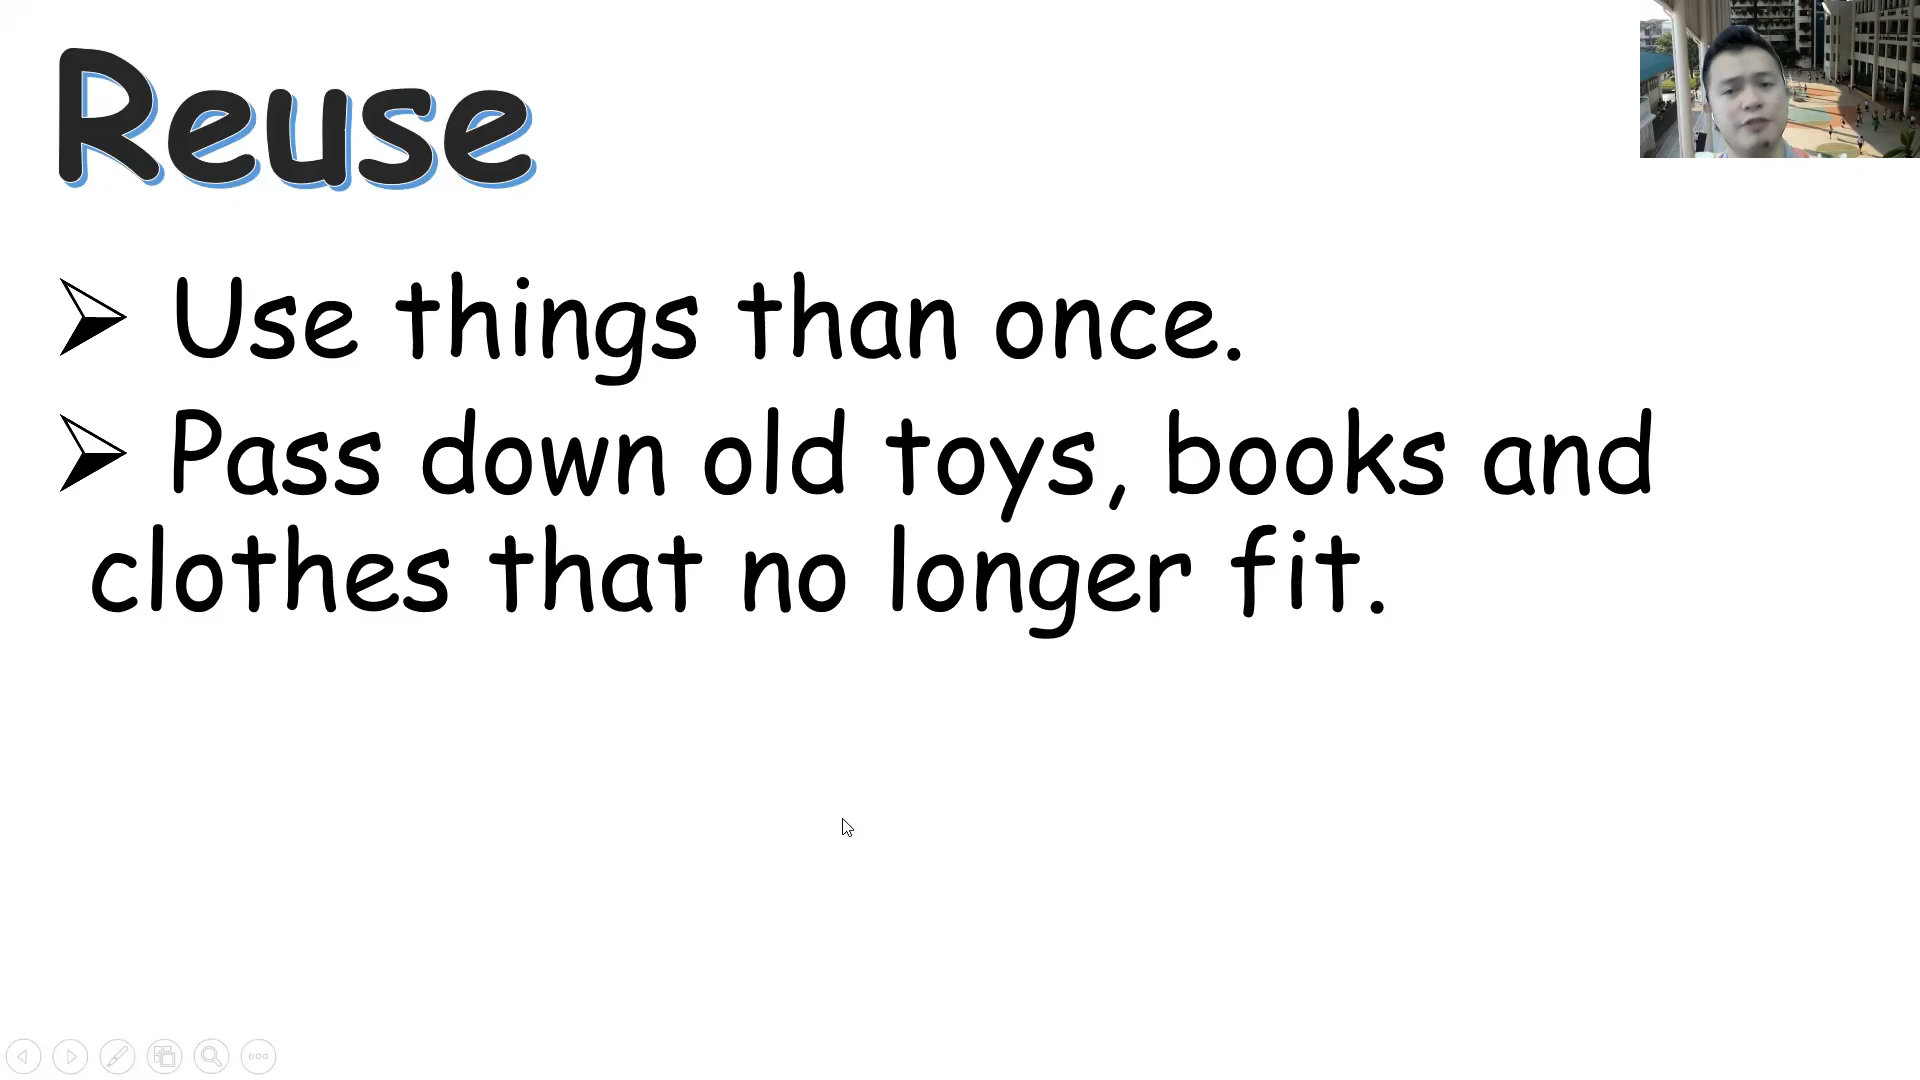 Reuse
➢ Use things than once.
➢ Pass down old toys, books and
clothes that no longer fit.